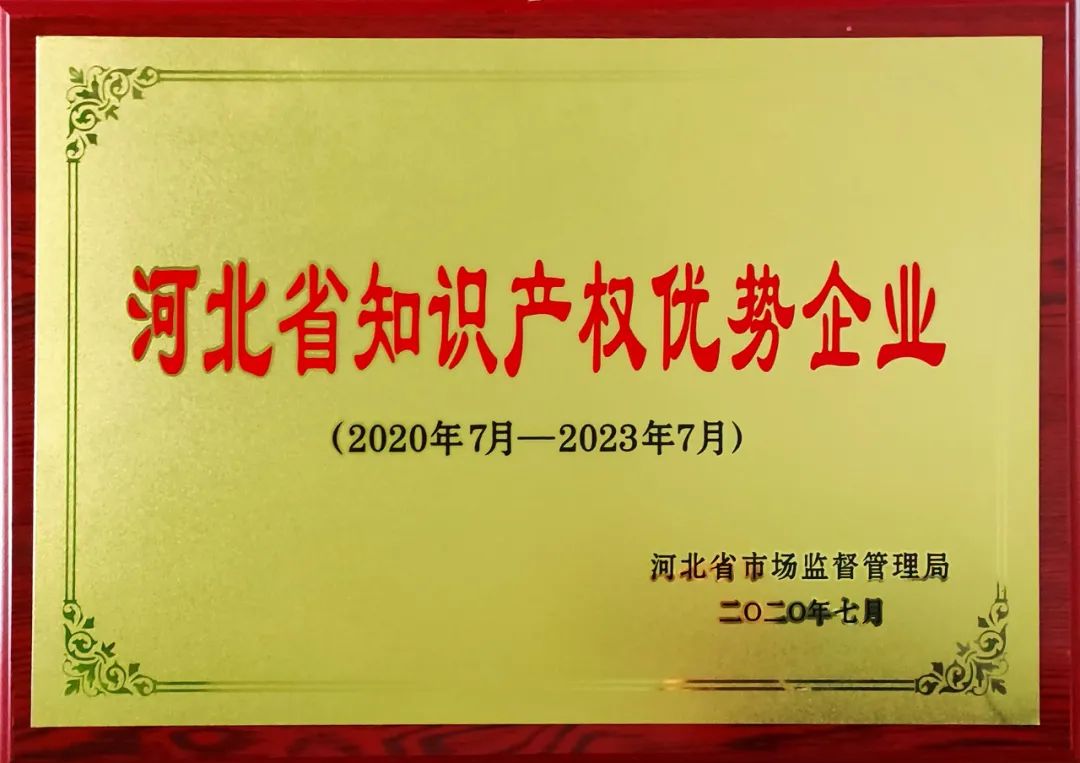 河北省知识产权优势企业
（2020年7月—2023年7月）
河北省市场监督管理局
二〇二〇年七月